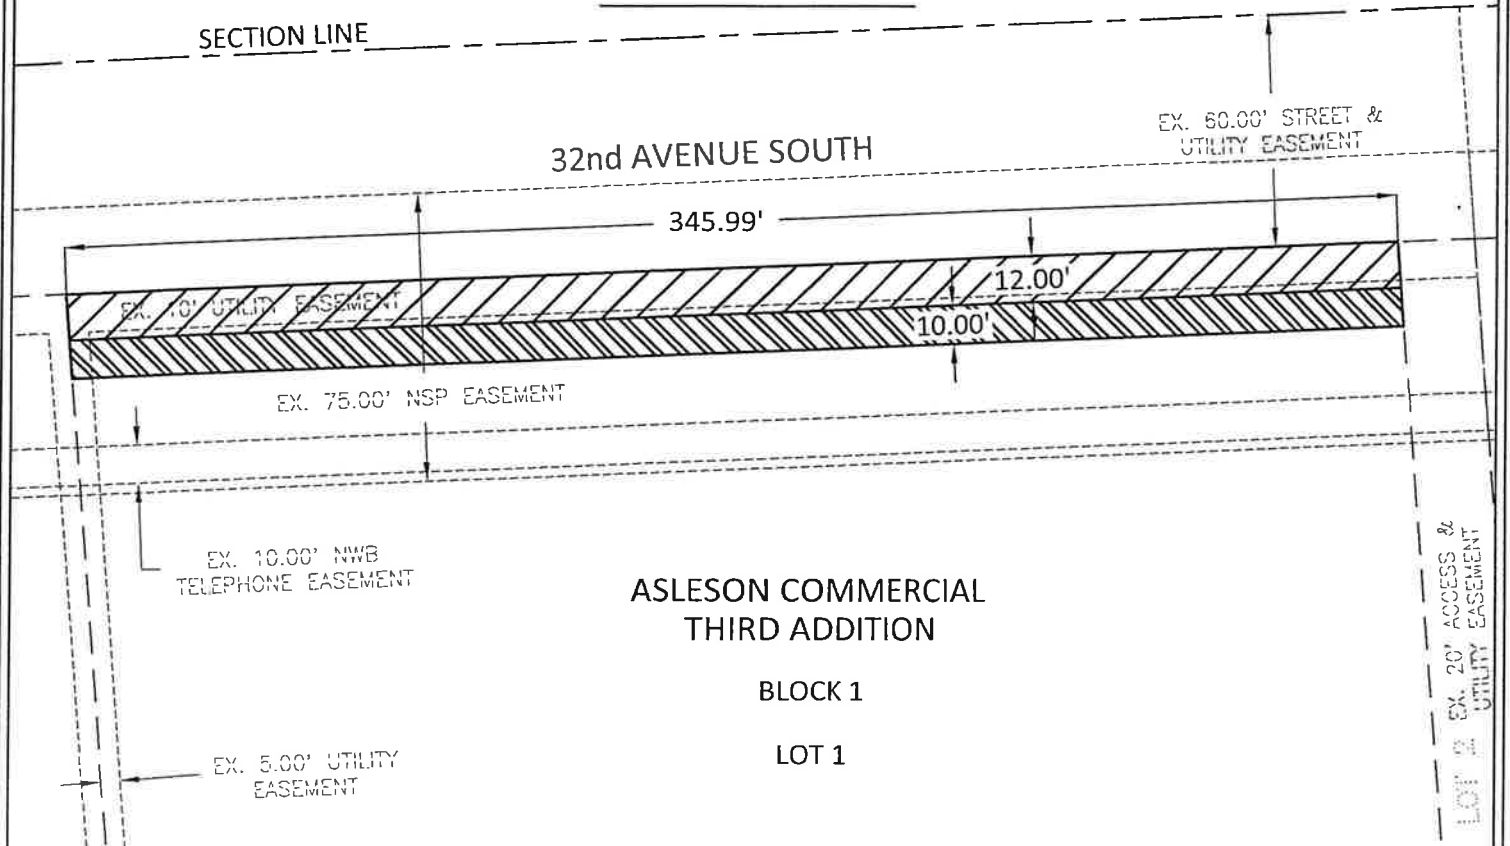 SECTION LINE
EX. 60.00' STREET &
UTILITY EASEMENT
32nd AVENUE SOUTH
345.99'
12.00'
EX. 10' UTILITY EASEMENT
10.00'
EX. 75.00' NSP EASEMENT
EX. 10.00' NWB
TELEPHONE EASEMENT
ASLESON COMMERCIAL
THIRD ADDITION
BLOCK 1
LOT 1
EX. 5.00' UTILITY
EASEMENT
EX. 20' ACCESS &
UTILITY EASEMENT
LOT 2